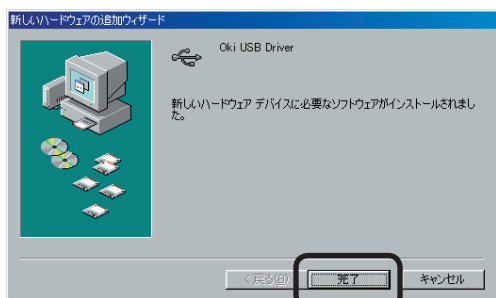 新しいハードウェアの追加ウィザード
Oki USB Driver
新しいハードウェア デバイスに必要なソフトウェアがインストールされまし
た。
< 戻る(B)
完了
キャンセル